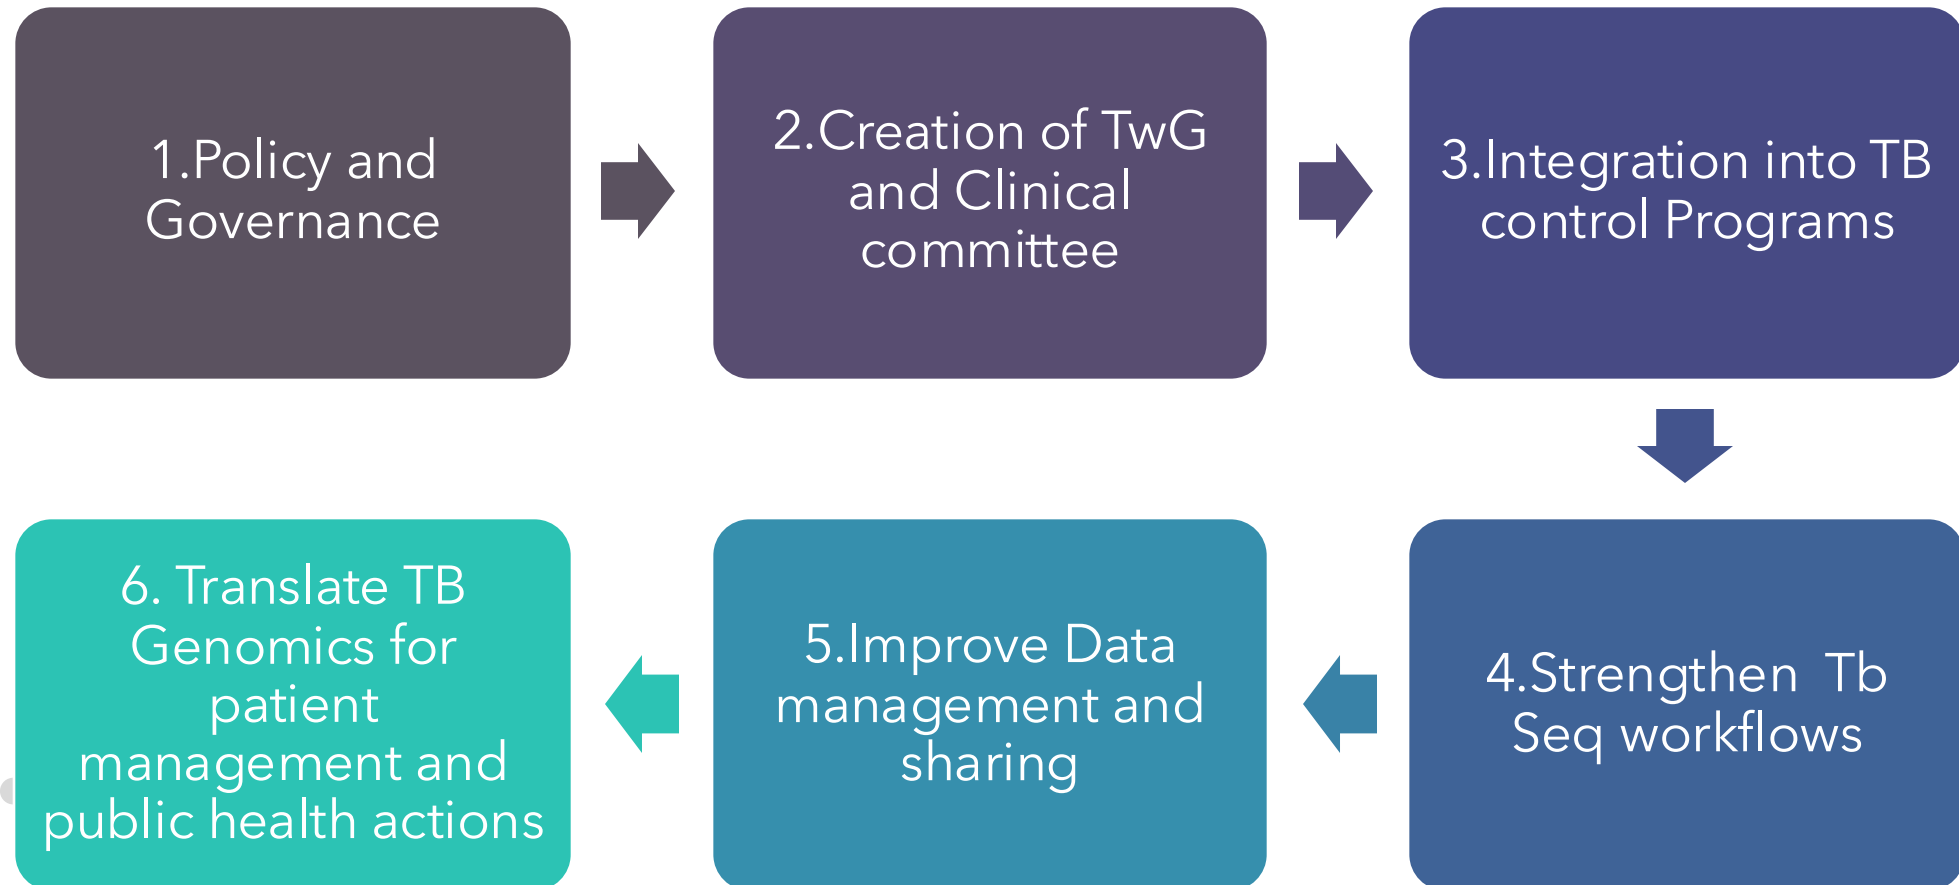 1.Policy and
Governance
2.Creation of TwG
and Clinical
committee
3.Integration into TB
control Programs
4.Strengthen  Tb
Seq workflows
5.Improve Data
management and
sharing
6. Translate TB
Genomics for
patient
management and
public health actions